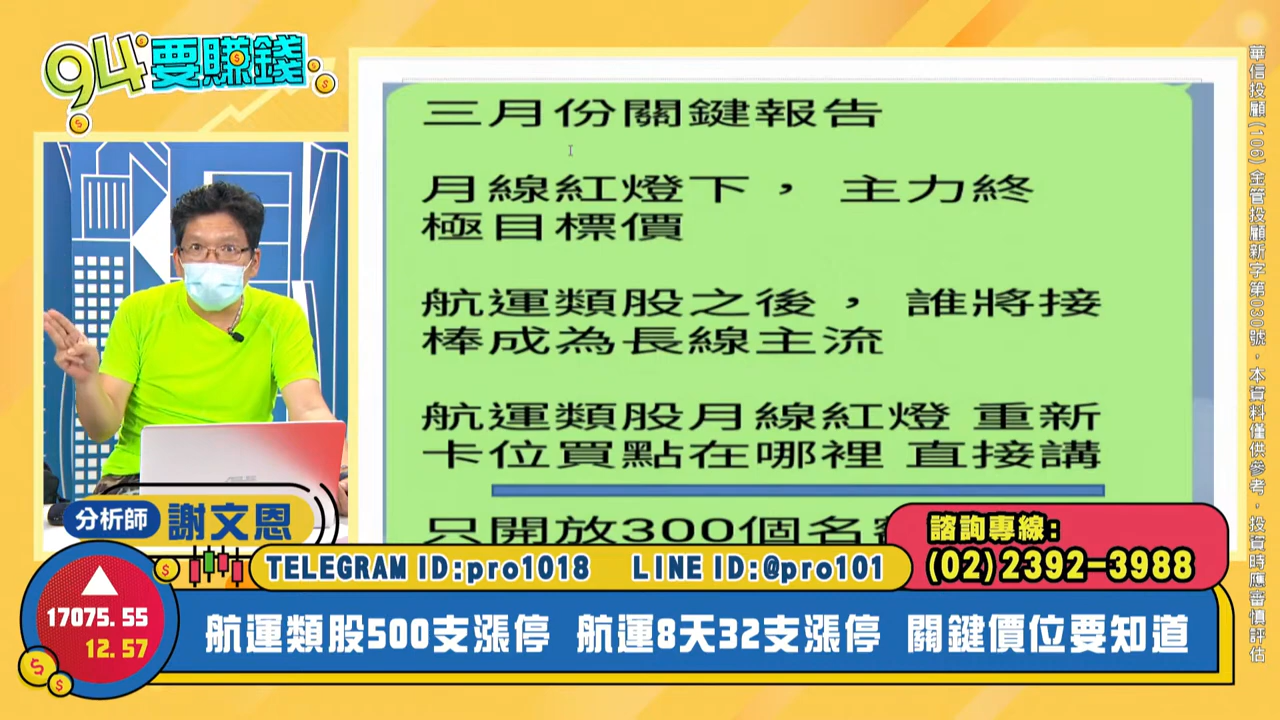 94要賺錢
三月份關鍵報告
月線紅燈下， 主力終
極目標價
航運類股之後， 誰將接
棒成為長線主流
航運類股月線紅燈 重新
卡位買點在哪裡 直接講
只開放300個名
分析師 謝文恩
諮詢專線:
(02)2392-3988
TELEGRAM ID:pro1018 LINE ID:@pro101
17075.55
12.57
航運類股500支漲停 航運8天32支漲停 關鍵價位要知道
華信投顧(106)金管投顧新字第030號，本資料僅供參考，投資時應審慎評估